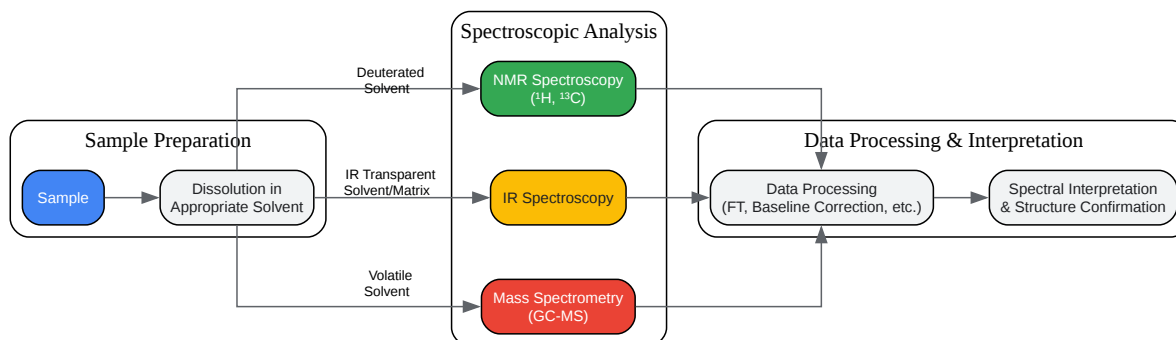 Spectroscopic Analysis
Deuterated
Solvent
NMR Spectroscopy
(¹H, ¹³C)
Sample Preparation
Data Processing & Interpretation
Sample
Dissolution in
Appropriate Solvent
IR Transparent
Solvent/Matrix
IR Spectroscopy
Data Processing
(FT, Baseline Correction, etc.)
Spectral Interpretation
& Structure Confirmation
Volatile
Solvent
Mass Spectrometry
(GC-MS)